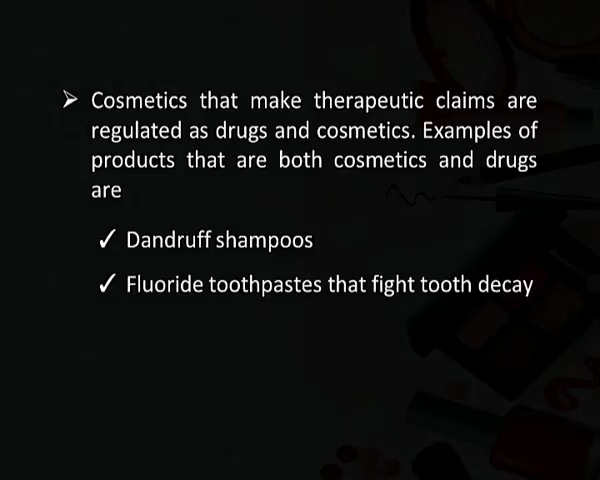 ➢ Cosmetics that make therapeutic claims are
regulated as drugs and cosmetics. Examples of
products that are both cosmetics and drugs
are
✓ Dandruff shampoos
✓ Fluoride toothpastes that fight tooth decay